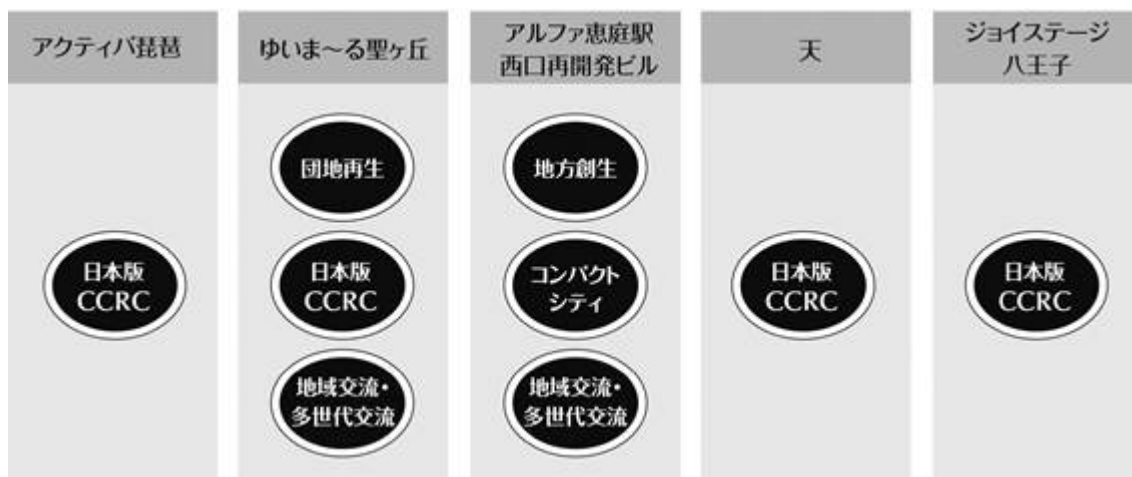 アクティバ琵琶
ゆいま～る聖ヶ丘
アルファ恵庭駅
西口再開発ビル
天
ジョイステージ
八王子
日本版
CCRC
団地再生
日本版
CCRC
地域交流・
多世代交流
地方創生
コンパクト
シティ
地域交流・
多世代交流
日本版
CCRC
日本版
CCRC